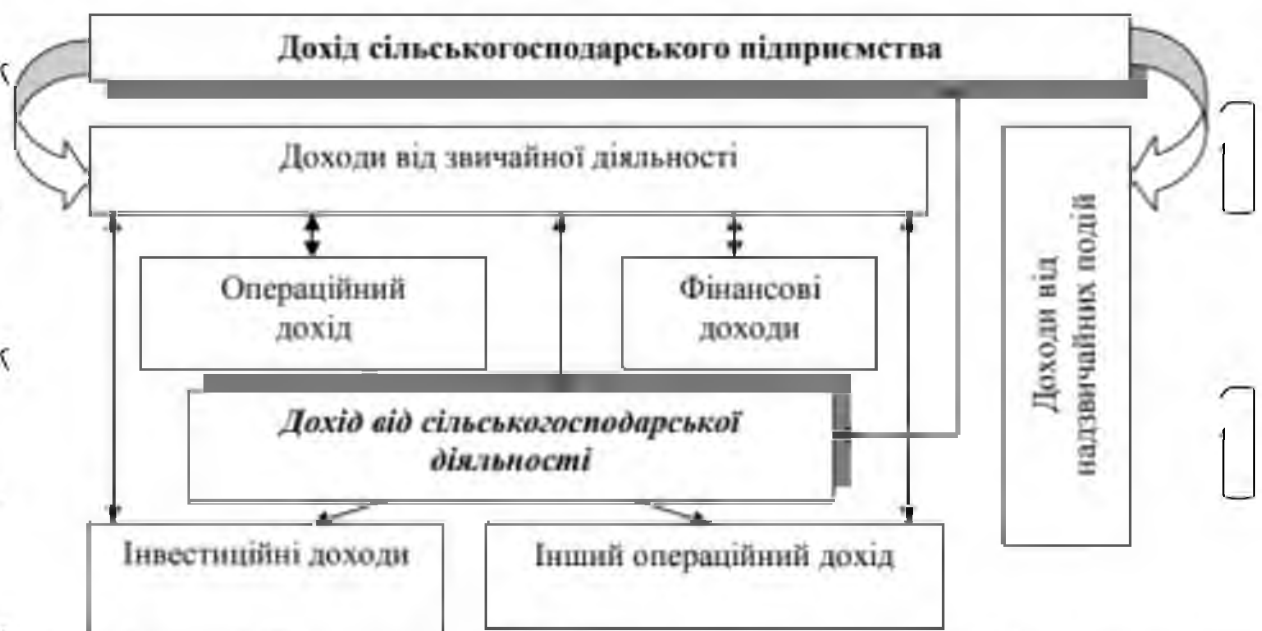 Дохід сільськогосподарського підприємства
Доходи від звичайної діяльності
Операційний
дохід
Фінансові
доходи
Доходи від
надзвичайних подій
Дохід від сільськогосподарської
діяльності
Інвестиційні доходи
Інший операційний дохід